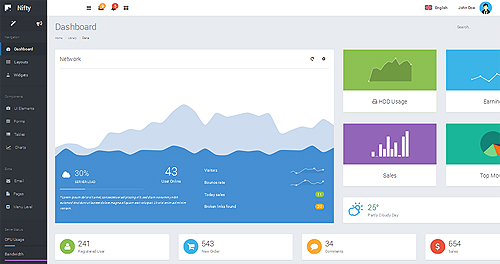 Nifty
English
John Doe
Dashboard
Home
Library
Data
Search..
Navigation
Dashboard
Layouts
Widgets
Components
UI Elements
Forms
Tables
Charts
Extra
Email
Pages
Menu Level
Server Status
CPU Usage
Bandwidth
Network
30%
SERVER LOAD
43
User Online
Visitors
Bounce rate
Today sales
Broken links found
HDD Usage
Earnin
Sales
Top Mo
25°
Partly Cloudy Day
241
Registered User
543
New Order
34
Comments
654
Sales